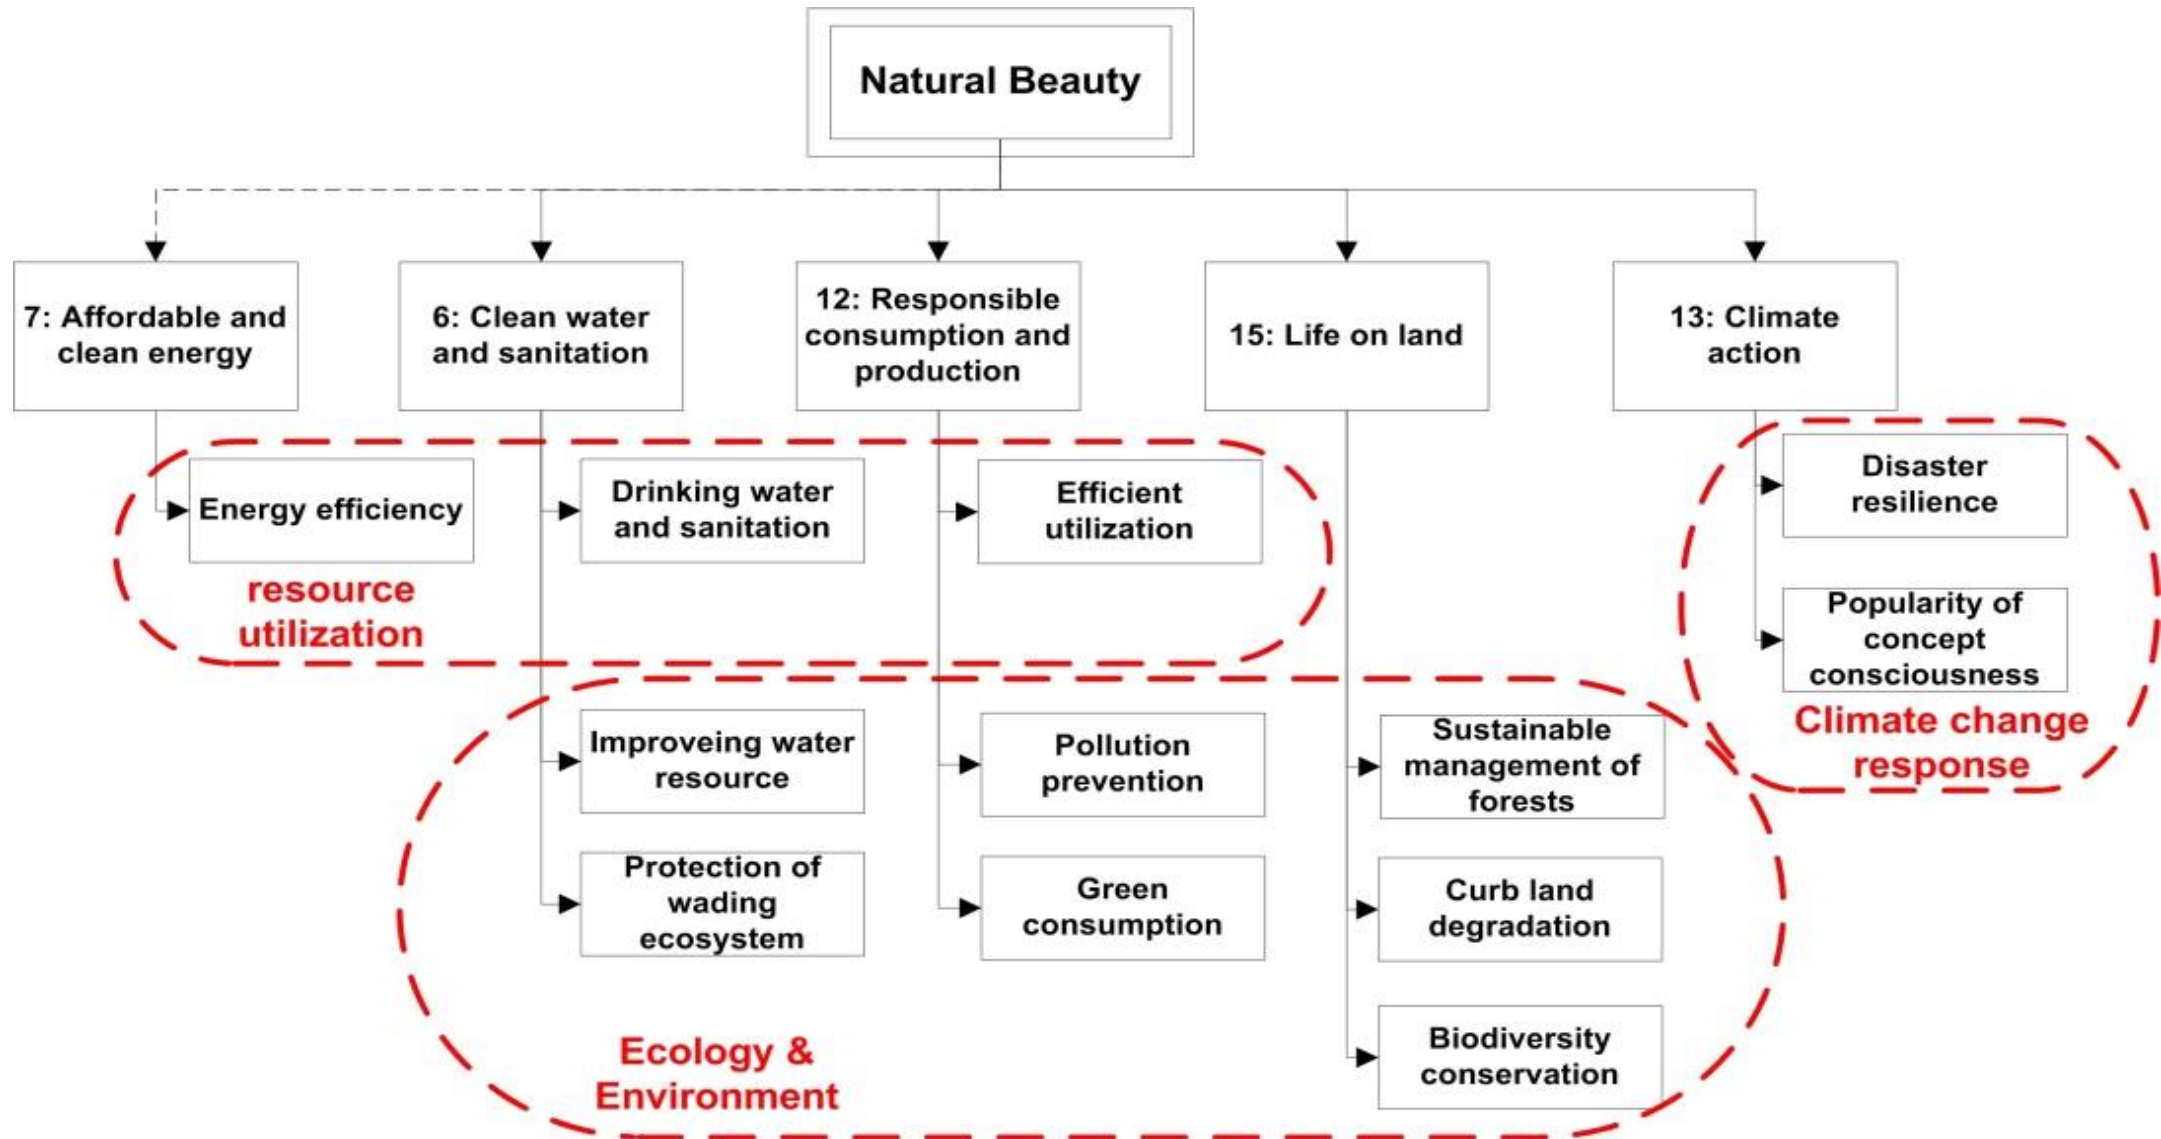 Natural Beauty
7: Affordable and
clean energy
6: Clean water
and sanitation
12: Responsible
consumption and
production
15: Life on land
13: Climate
action
Energy efficiency
Drinking water
and sanitation
Efficient
utilization
Disaster
resilience
resource
utilization
Popularity of
concept
consciousness
Climate change
response
Improveing water
resource
Pollution
prevention
Sustainable
management of
forests
Protection of
wading
ecosystem
Green
consumption
Curb land
degradation
Biodiversity
conservation
Ecology &
Environment